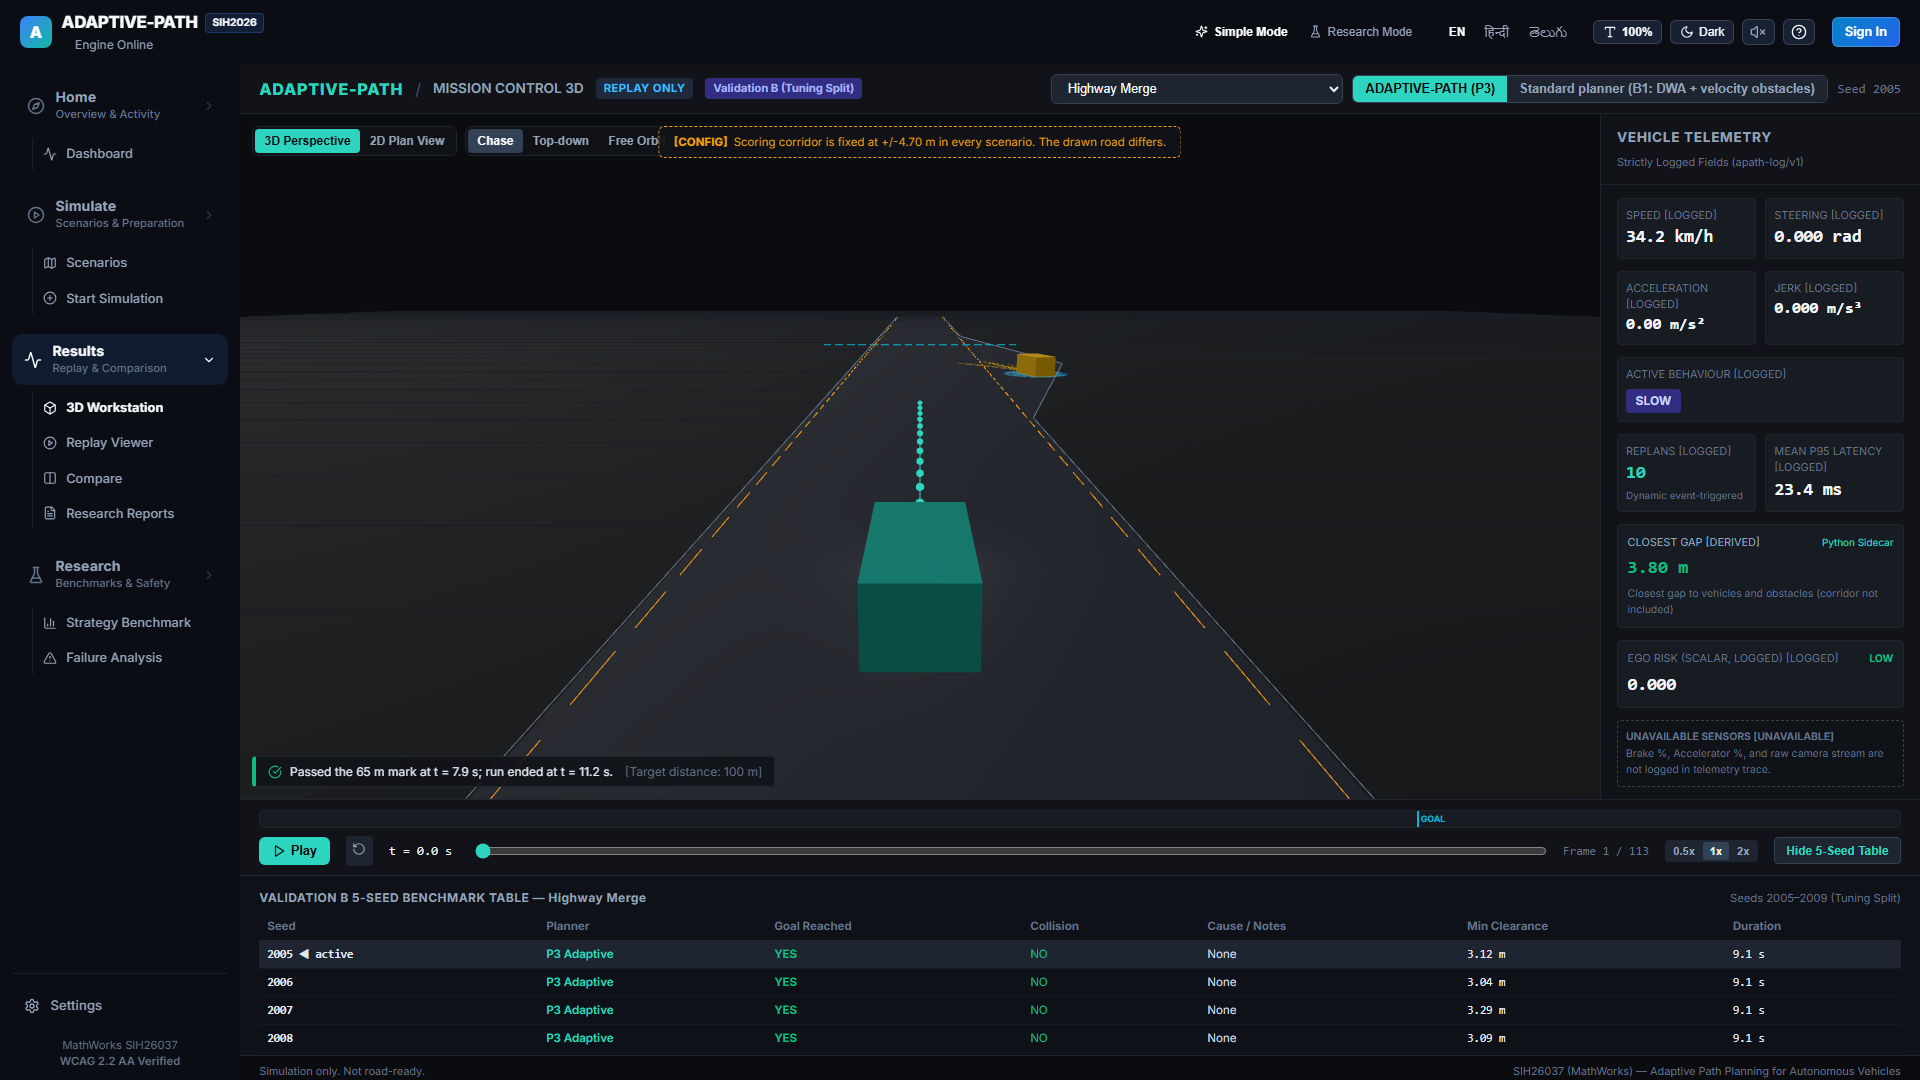 A
ADAPTIVE-PATH SIH2026
Engine Online
Simple Mode
Research Mode
EN हिन्दी తెలుగు
100%
Dark
Sign In
Home
Overview & Activity
Dashboard
Simulate
Scenarios & Preparation
Scenarios
Start Simulation
Results
Replay & Comparison
3D Workstation
Replay Viewer
Compare
Research Reports
Research
Benchmarks & Safety
Strategy Benchmark
Failure Analysis
Settings
MathWorks SIH26037
WCAG 2.2 AA Verified
ADAPTIVE-PATH / MISSION CONTROL 3D REPLAY ONLY Validation B (Tuning Split)
Highway Merge
ADAPTIVE-PATH (P3) Standard planner (B1: DWA + velocity obstacles) Seed 2005
3D Perspective 2D Plan View
Chase Top-down Free Orb
[CONFIG] Scoring corridor is fixed at +/-4.70 m in every scenario. The drawn road differs.
Passed the 65 m mark at t = 7.9 s; run ended at t = 11.2 s. [Target distance: 100 m]
VEHICLE TELEMETRY
Strictly Logged Fields (apath-log/v1)
SPEED [LOGGED]
34.2 km/h
STEERING [LOGGED]
0.000 rad
ACCELERATION
[LOGGED]
0.00 m/s²
JERK [LOGGED]
0.000 m/s³
ACTIVE BEHAVIOUR [LOGGED]
SLOW
REPLANS [LOGGED]
10
Dynamic event-triggered
MEAN P95 LATENCY
[LOGGED]
23.4 ms
CLOSEST GAP [DERIVED] Python Sidecar
3.80 m
Closest gap to vehicles and obstacles (corridor not
included)
EGO RISK (SCALAR, LOGGED) [LOGGED] LOW
0.000
UNAVAILABLE SENSORS [UNAVAILABLE]
Brake %, Accelerator %, and raw camera stream are
not logged in telemetry trace.
GOAL
Play
t = 0.0 s
Frame 1 / 113
0.5x 1x 2x
Hide 5-Seed Table
VALIDATION B 5-SEED BENCHMARK TABLE — Highway Merge Seeds 2005–2009 (Tuning Split)
Seed Planner Goal Reached Collision Cause / Notes Min Clearance Duration
2005 ◀ active P3 Adaptive YES NO None 3.12 m 9.1 s
2006 P3 Adaptive YES NO None 3.04 m 9.1 s
2007 P3 Adaptive YES NO None 3.29 m 9.1 s
2008 P3 Adaptive YES NO None 3.09 m 9.1 s
Simulation only. Not road-ready. SIH26037 (MathWorks) — Adaptive Path Planning for Autonomous Vehicles